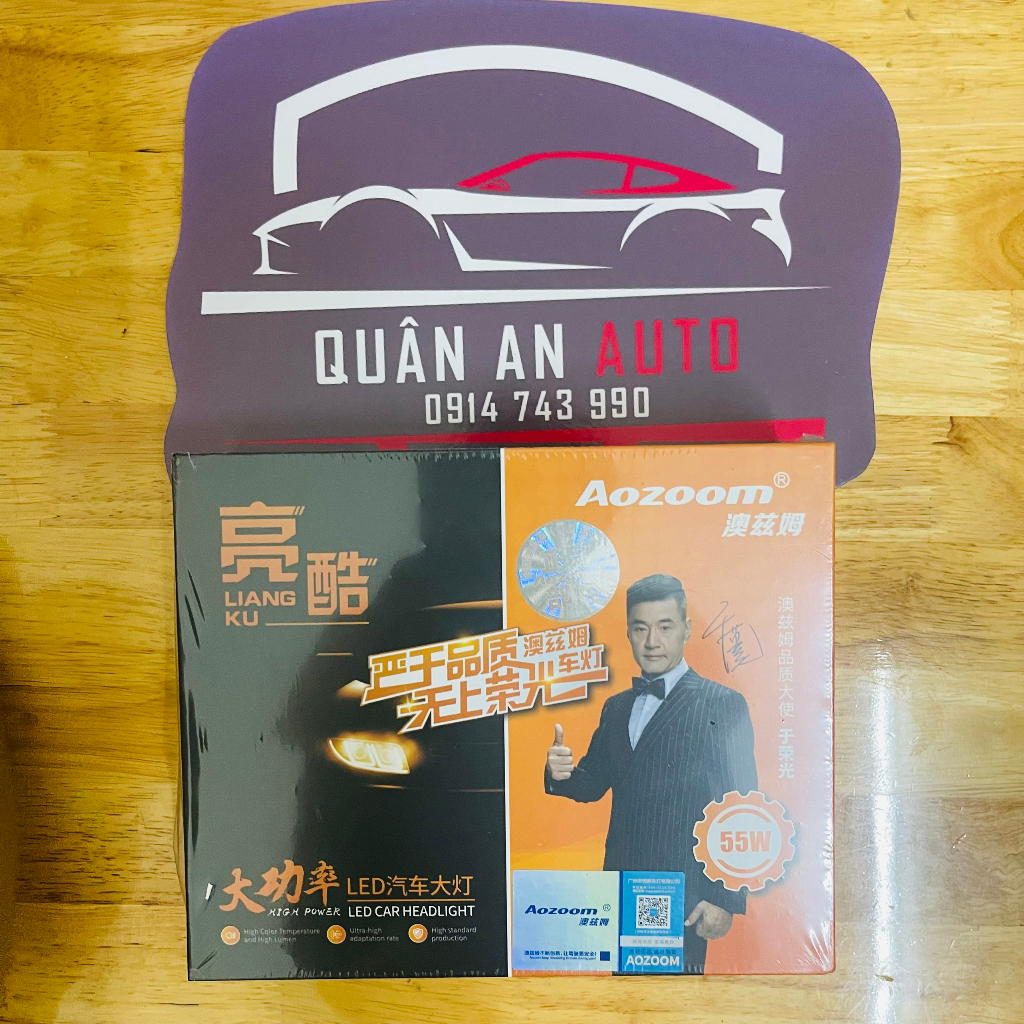 QUÂN AN AUTO
0914 743 990
亮酷
LIANG
KU
Aozoom®
澳兹姆
严于品质 澳兹姆
无上荣光 车灯
澳兹姆品质大使·于荣光
55W
大功率 LED汽车大灯
HIGH POWER LED CAR HEADLIGHT
High Color Temperature
and High Lumen
Ultra-high
adaptation rate
High Standard
production
Aozoom®
澳兹姆
AOZOOM